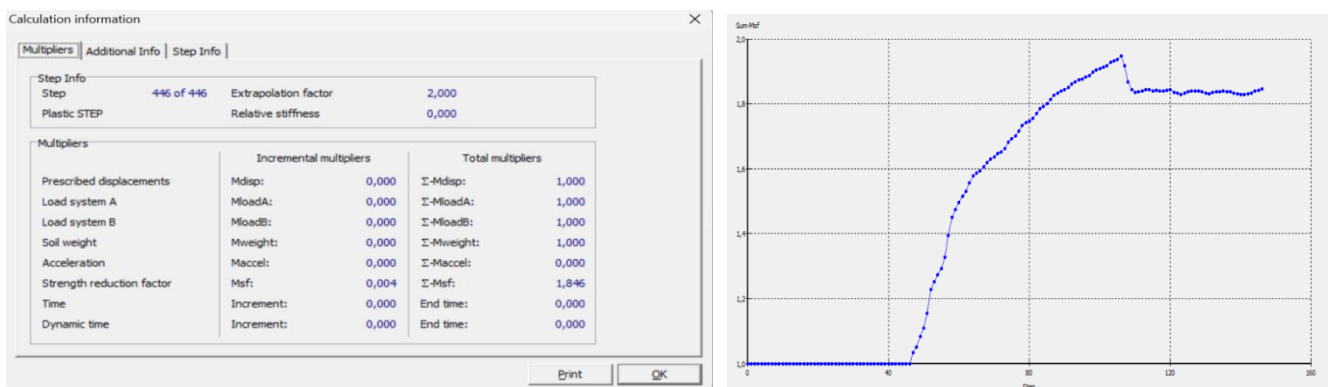 Calculation information
Multipliers Additional Info Step Info
Step Info
Step 446 of 446 Extrapolation factor 2,000
Plastic STEP Relative stiffness 0,000
Multipliers
Incremental multipliers Total multipliers
Prescribed displacements Mdisp: 0,000 Σ-Mdisp: 1,000
Load system A MloadA: 0,000 Σ-MloadA: 1,000
Load system B MloadB: 0,000 Σ-MloadB: 1,000
Soil weight Mweight: 0,000 Σ-Mweight: 1,000
Acceleration Maccel: 0,000 Σ-Maccel: 0,000
Strength reduction factor Msf: 0,004 Σ-Msf: 1,846
Time Increment: 0,000 End time: 0,000
Dynamic time Increment: 0,000 End time: 0,000
Print OK
Sum-Msf
2,0
1,8
1,6
1,4
1,2
1,0
0 40 80 120 160
Step